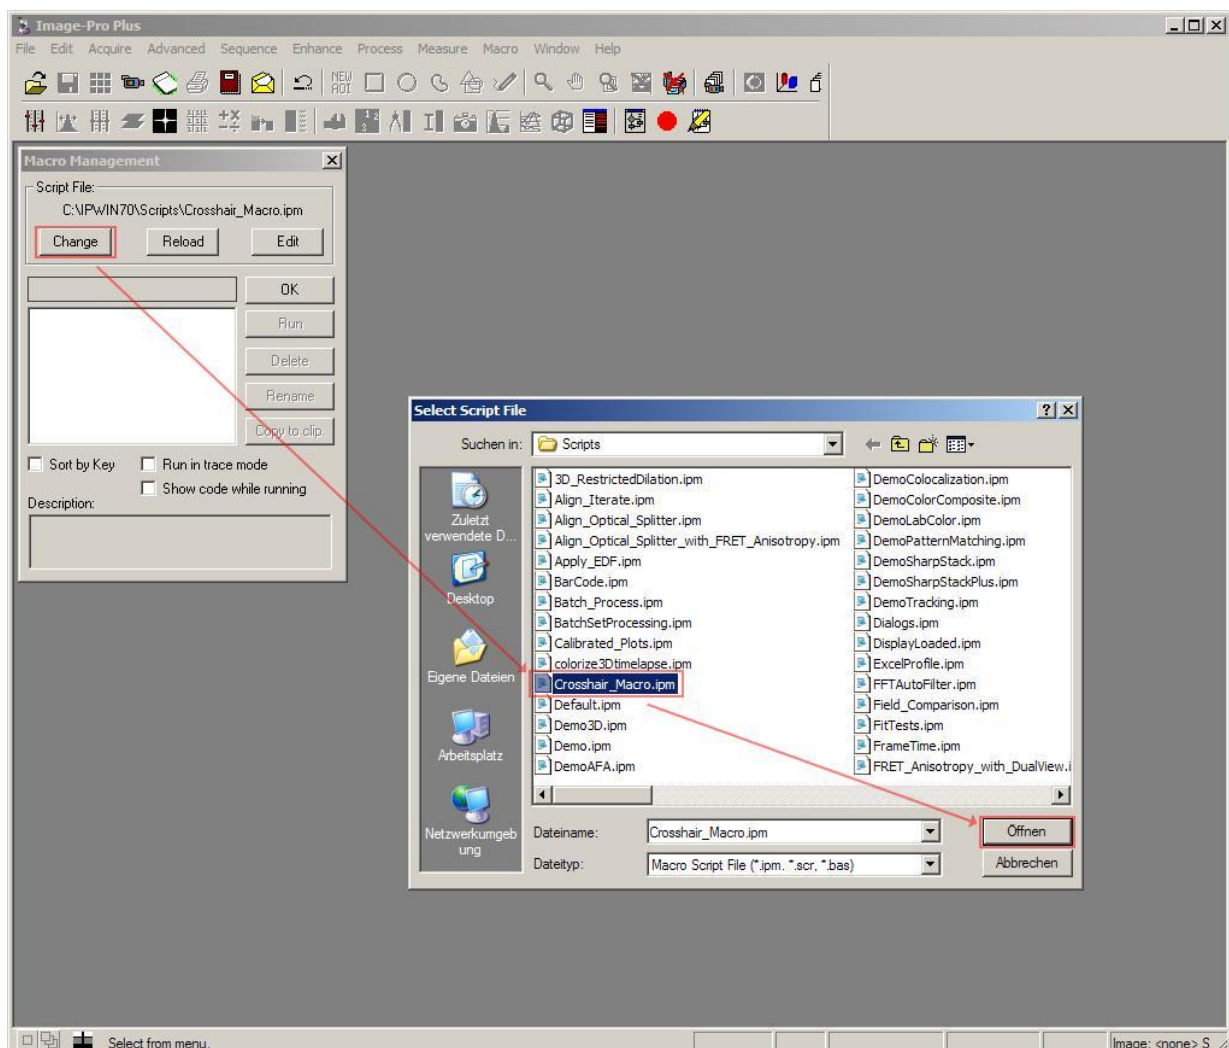 Image-Pro Plus
File Edit Acquire Advanced Sequence Enhance Process Measure Macro Window Help
NEW
AOI
Macro Management
Script File:
C:\IPWIN70\Scripts\Crosshair_Macro.ipm
Change Reload Edit
OK
Run
Delete
Rename
Copy to clip.
Sort by Key Run in trace mode
Show code while running
Description:
Select Script File
Suchen in: Scripts
Zuletzt
verwendete D...
Desktop
Eigene Dateien
Arbeitsplatz
Netzwerkumgeb
ung
3D_RestrictedDilation.ipm
Align_Iterate.ipm
Align_Optical_Splitter.ipm
Align_Optical_Splitter_with_FRET_Anisotropy.ipm
Apply_EDF.ipm
BarCode.ipm
Batch_Process.ipm
BatchSetProcessing.ipm
Calibrated_Plots.ipm
colorize3Dtimelapse.ipm
Crosshair_Macro.ipm
Default.ipm
Demo3D.ipm
Demo.ipm
DemoAFA.ipm
DemoColocalization.ipm
DemoColorComposite.ipm
DemoLabColor.ipm
DemoPatternMatching.ipm
DemoSharpStack.ipm
DemoSharpStackPlus.ipm
DemoTracking.ipm
Dialogs.ipm
DisplayLoaded.ipm
ExcelProfile.ipm
FFTAutoFilter.ipm
Field_Comparison.ipm
FitTests.ipm
FrameTime.ipm
FRET_Anisotropy_with_DualView.i
Dateiname: Crosshair_Macro.ipm Öffnen
Dateityp: Macro Script File (*.ipm. *.scr, *.bas) Abbrechen
Select from menu. Image: <none> S